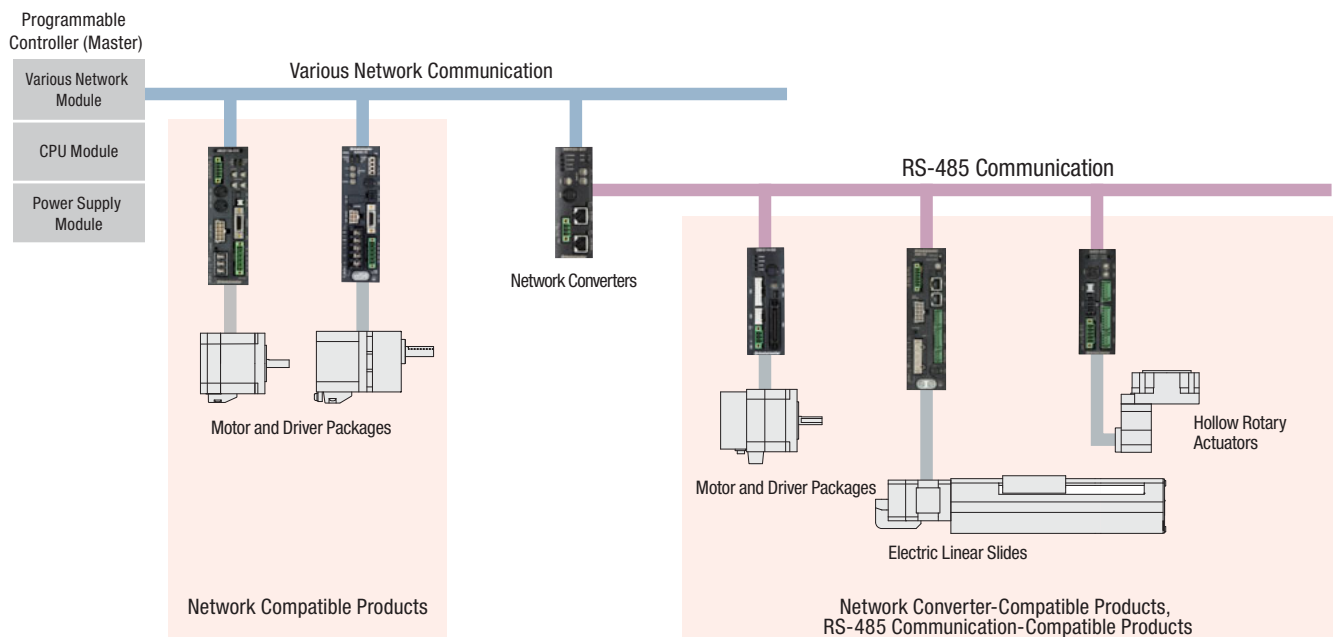 Programmable
Controller (Master)
Various Network
Module
CPU Module
Power Supply
Module
Various Network Communication
RS-485 Communication
Network Converters
Motor and Driver Packages
Motor and Driver Packages
Hollow Rotary
Actuators
Electric Linear Slides
Network Compatible Products
Network Converter-Compatible Products,
RS-485 Communication-Compatible Products